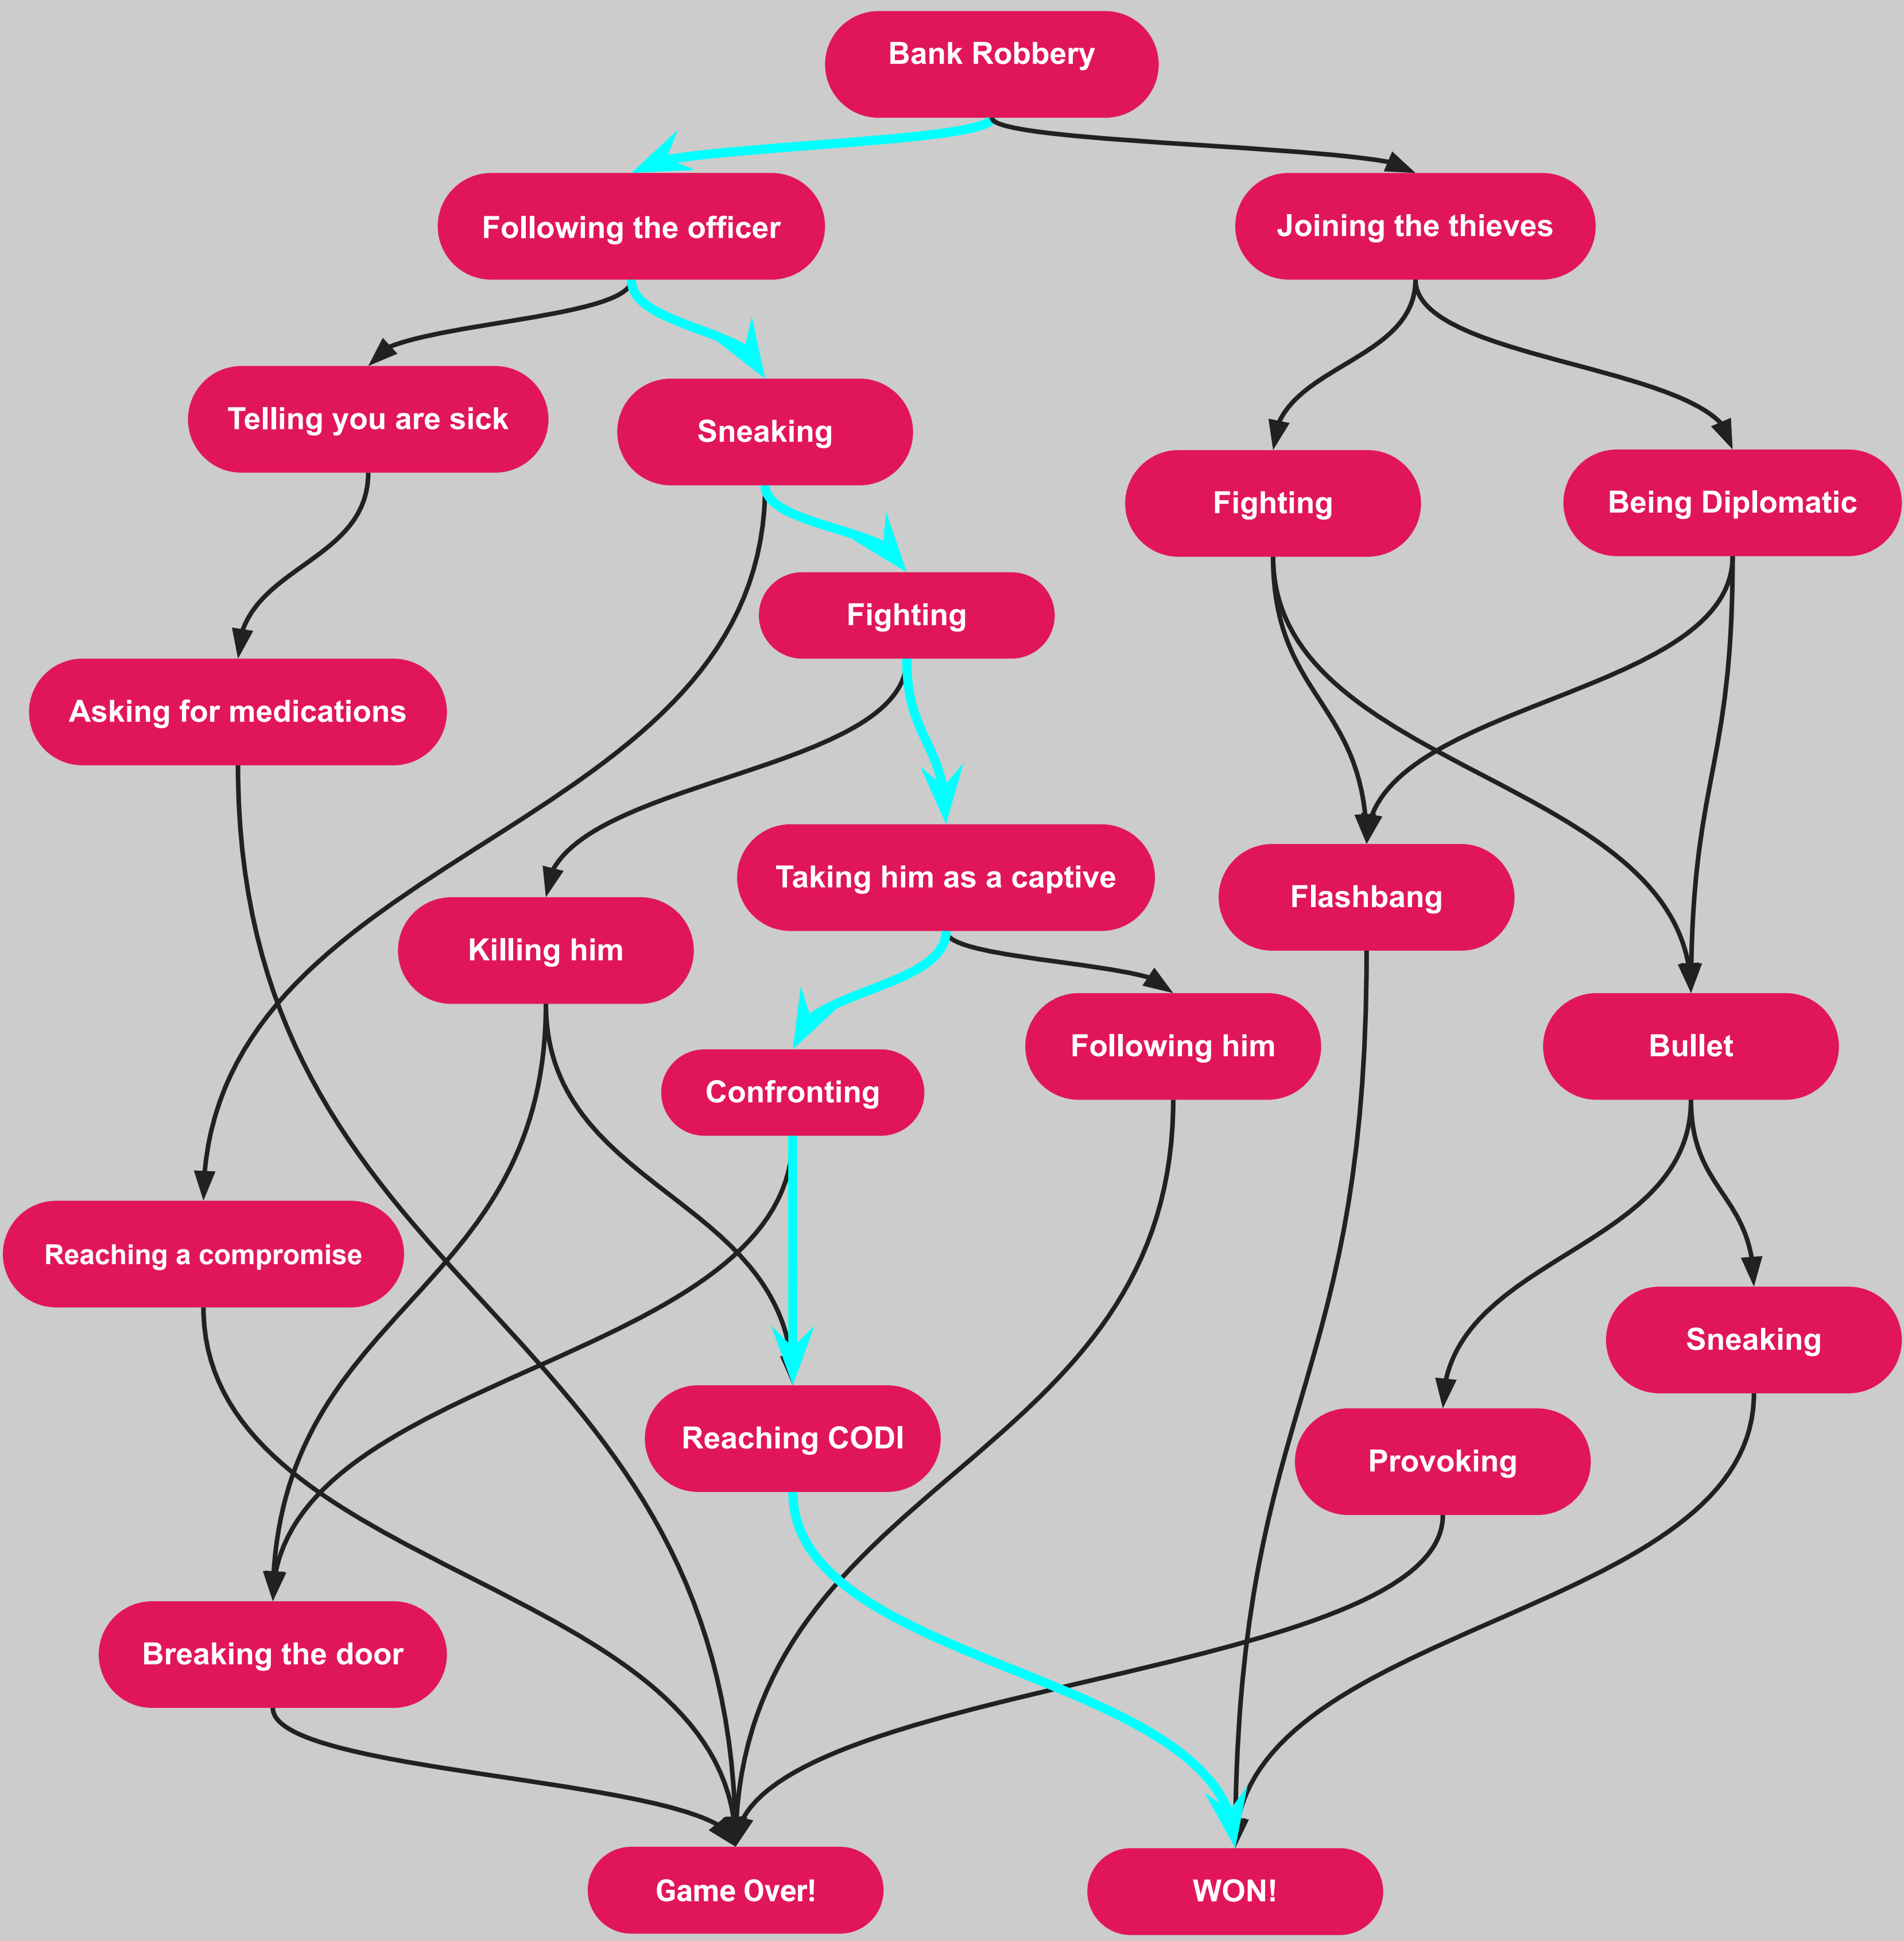 Bank Robbery
Following the officer
Joining the thieves
Telling you are sick
Sneaking
Fighting
Being Diplomatic
Fighting
Asking for medications
Taking him as a captive
Flashbang
Killing him
Following him
Bullet
Confronting
Reaching a compromise
Sneaking
Reaching CODI
Provoking
Breaking the door
Game Over!
WON!